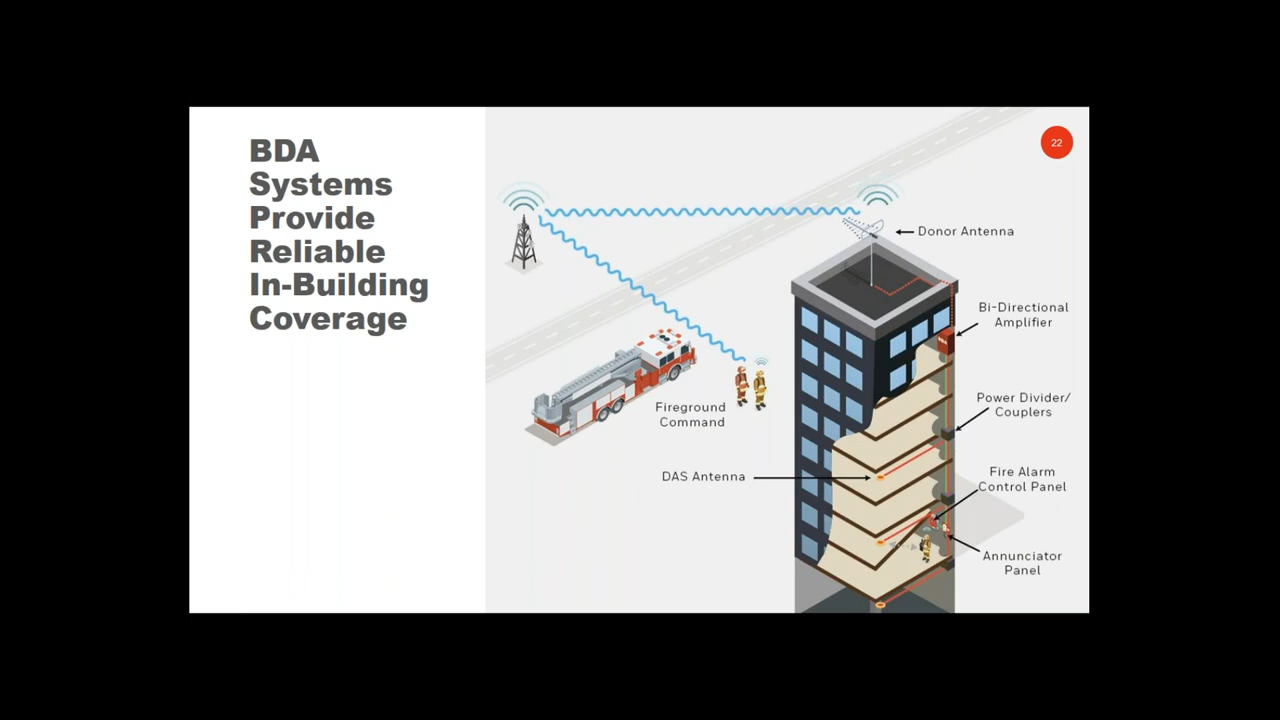 BDA
Systems
Provide
Reliable
In-Building
Coverage
22
Donor Antenna
Bi-Directional
Amplifier
Power Divider/
Couplers
Fireground
Command
DAS Antenna
Fire Alarm
Control Panel
Annunciator
Panel